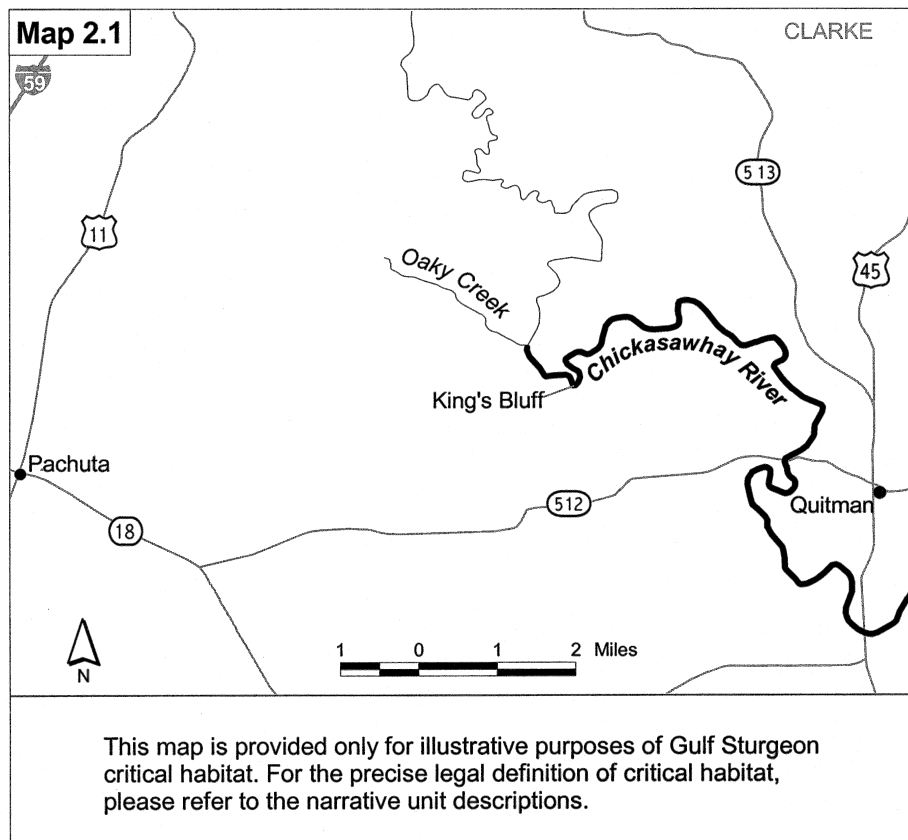 Map 2.1
CLARKE
59
5 13
11
45
Oaky Creek
Chickasawhay River
King's Bluff
Pachuta
Quitman
512
18
1 0 1 2 Miles
N
This map is provided only for illustrative purposes of Gulf Sturgeon
critical habitat. For the precise legal definition of critical habitat,
please refer to the narrative unit descriptions.